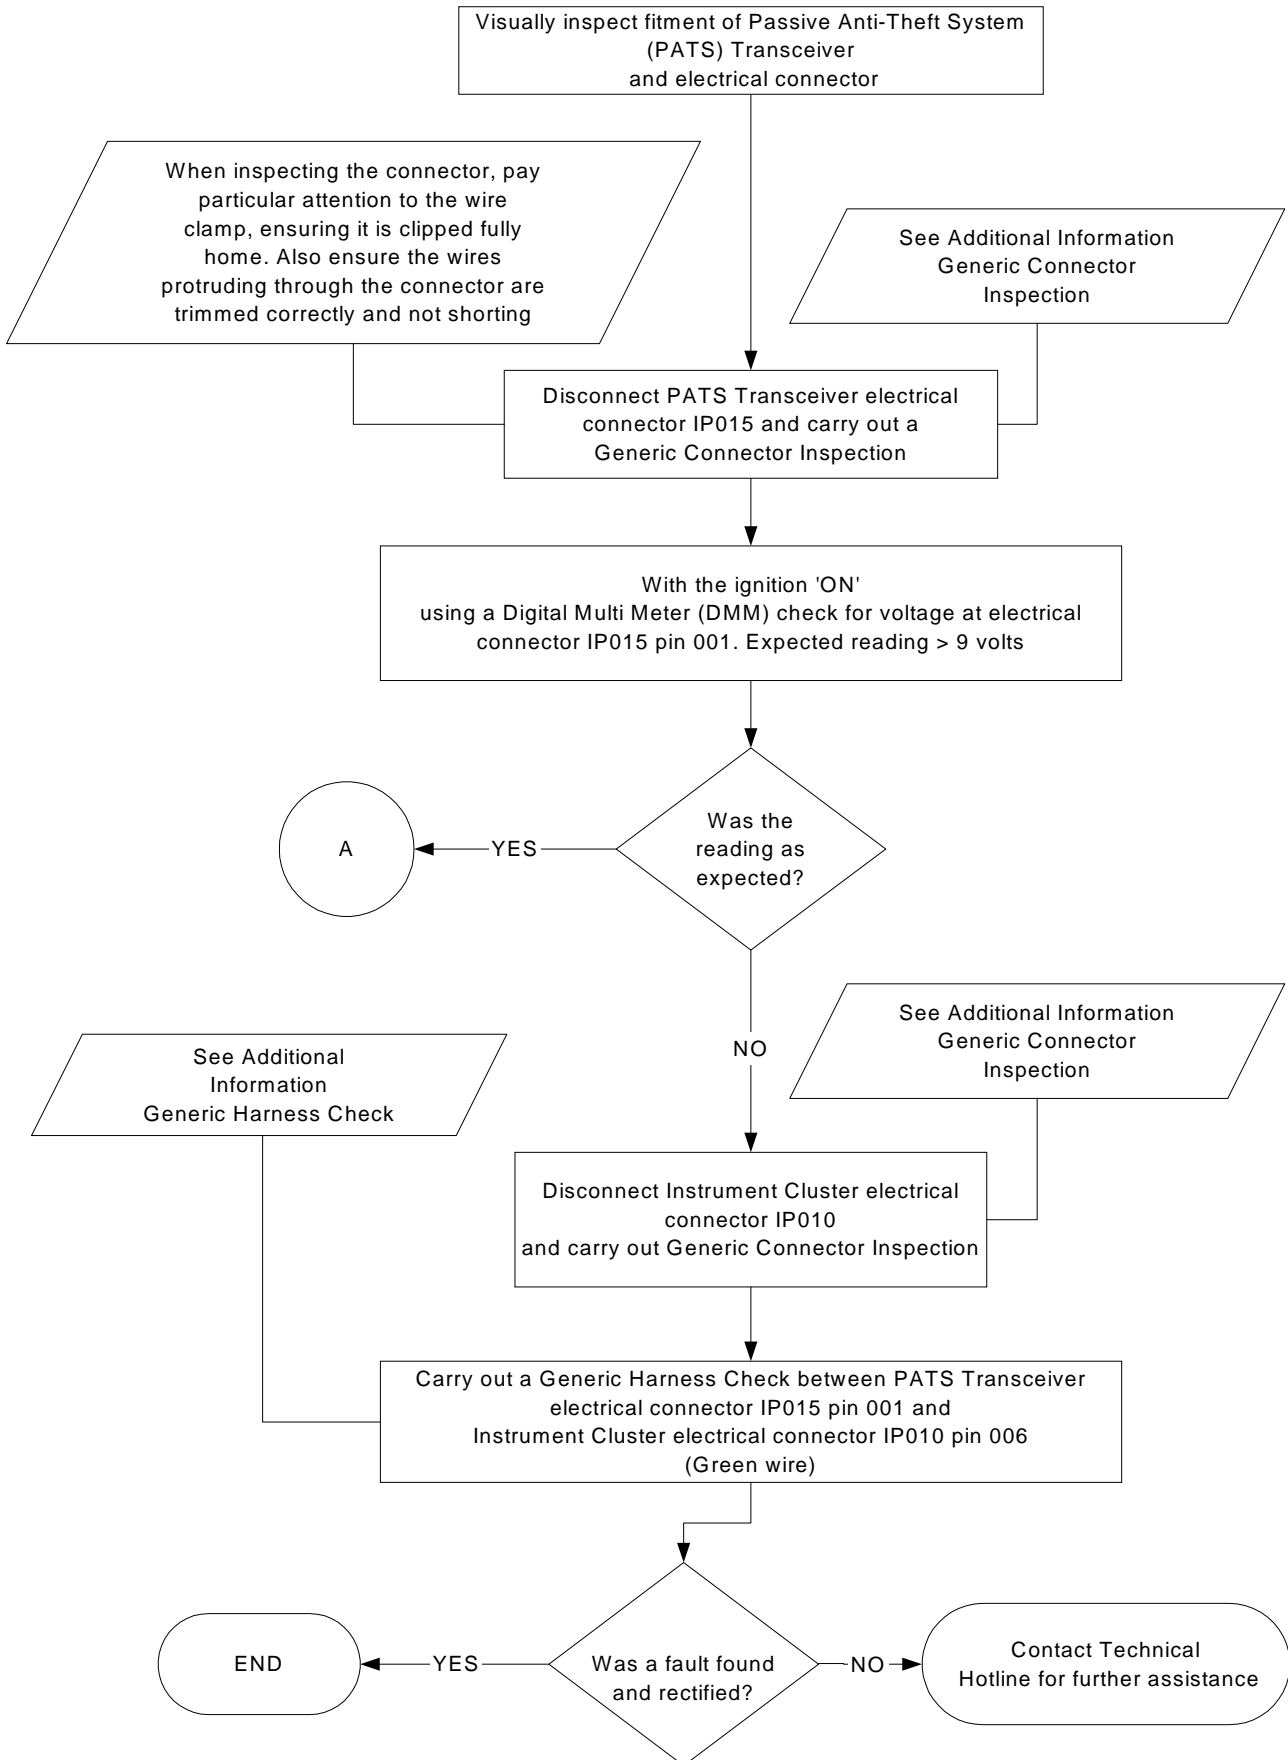 Visually inspect fitment of Passive Anti-Theft System
(PATS) Transceiver
and electrical connector
When inspecting the connector, pay
particular attention to the wire
clamp, ensuring it is clipped fully
home. Also ensure the wires
protruding through the connector are
trimmed correctly and not shorting
See Additional Information
Generic Connector
Inspection
Disconnect PATS Transceiver electrical
connector IP015 and carry out a
Generic Connector Inspection
With the ignition 'ON'
using a Digital Multi Meter (DMM) check for voltage at electrical
connector IP015 pin 001. Expected reading > 9 volts
Was the
reading as
expected?
YES
A
NO
See Additional Information
Generic Connector
Inspection
See Additional
Information
Generic Harness Check
Disconnect Instrument Cluster electrical
connector IP010
and carry out Generic Connector Inspection
Carry out a Generic Harness Check between PATS Transceiver
electrical connector IP015 pin 001 and
Instrument Cluster electrical connector IP010 pin 006
(Green wire)
Was a fault found
and rectified?
YES
END
NO
Contact Technical
Hotline for further assistance